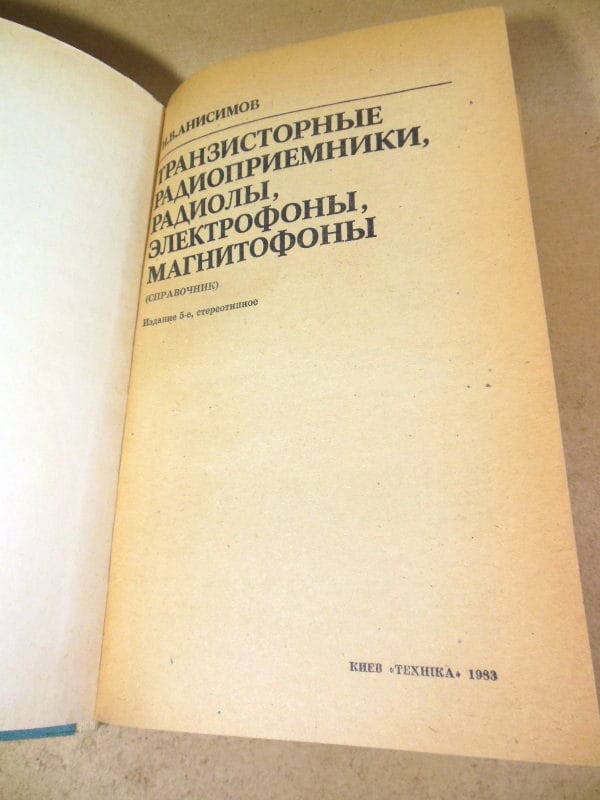 Н.В.АНИСИМОВ
ТРАНЗИСТОРНЫЕ
РАДИОПРИЕМНИКИ,
РАДИОЛЫ,
ЭЛЕКТРОФОНЫ,
МАГНИТОФОНЫ
(СПРАВОЧНИК)
Издание 5-е, стереотипное
КИЕВ «ТЕХНІКА» 1983